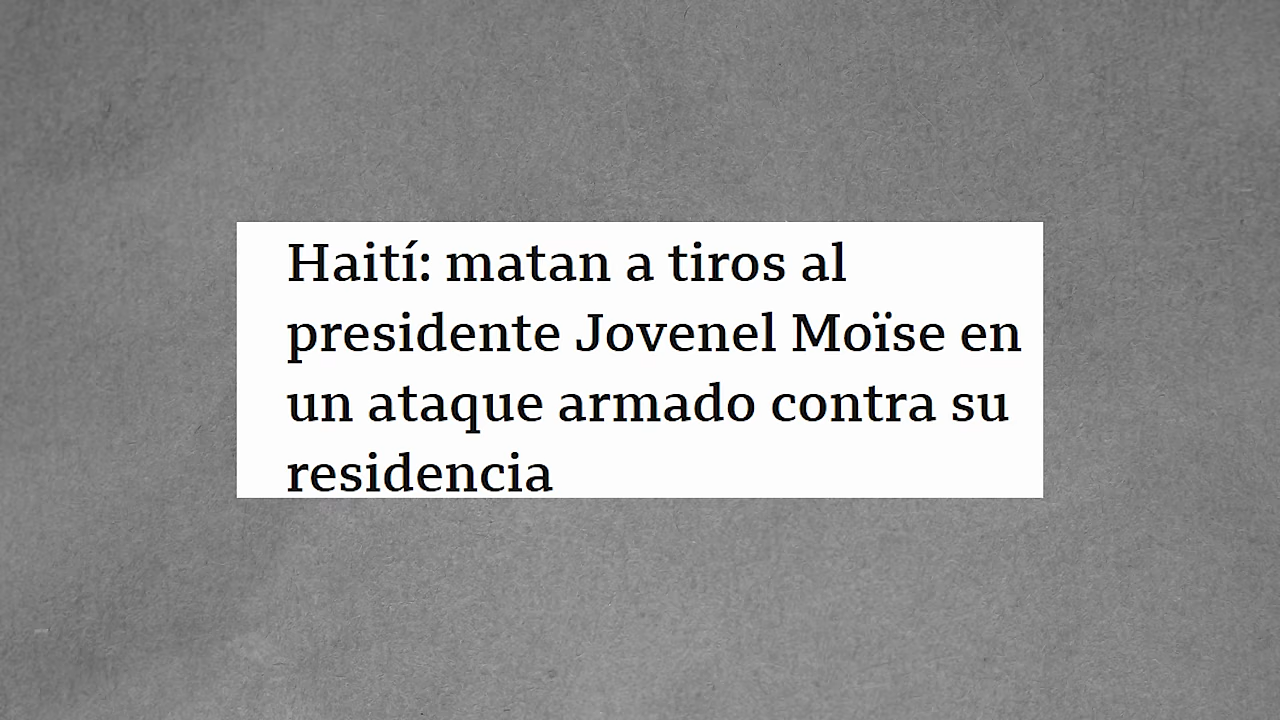 Haití: matan a tiros al
presidente Jovenel Moïse en
un ataque armado contra su
residencia